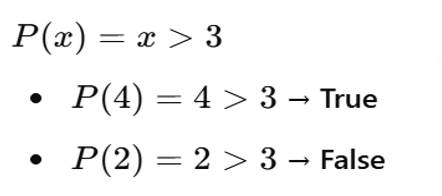 P(x) = x > 3
• P(4) = 4 > 3 → True
• P(2) = 2 > 3 → False